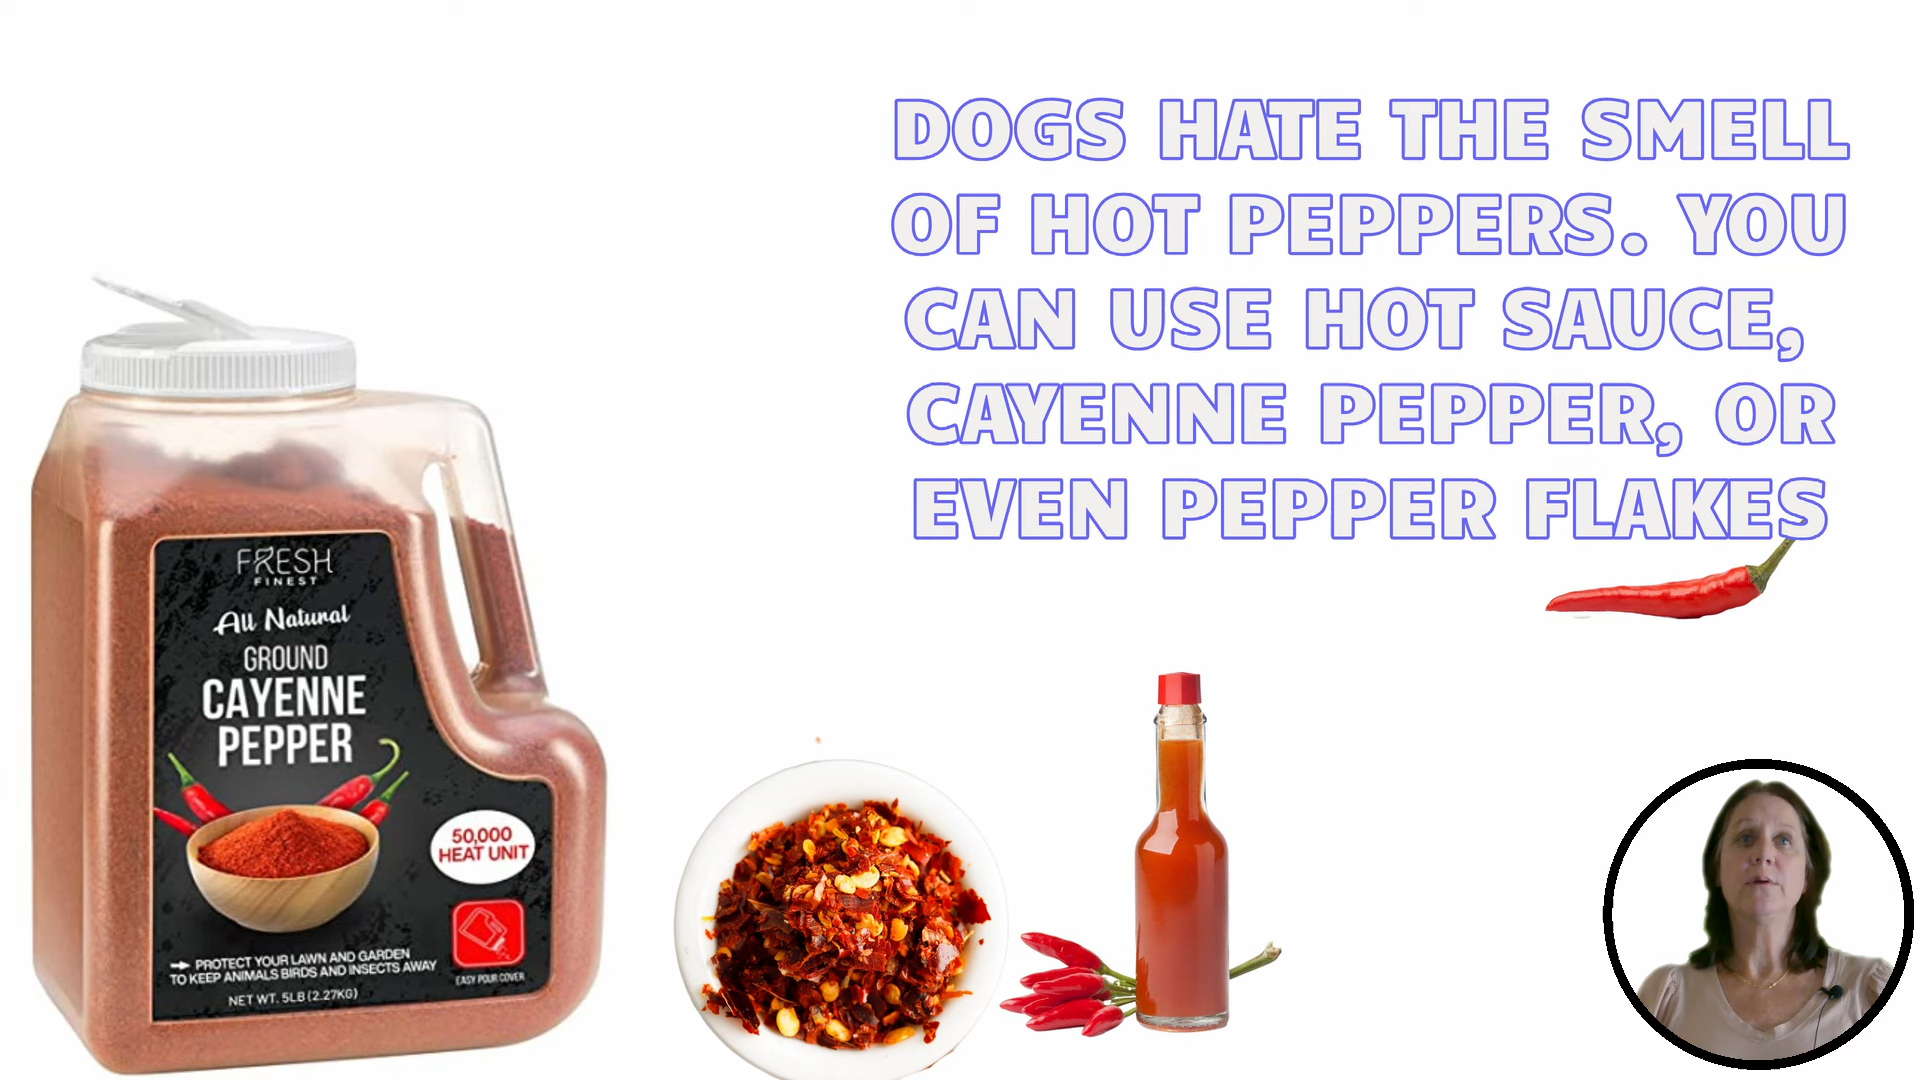 DOGS HATE THE SMELL
OF HOT PEPPERS. YOU
CAN USE HOT SAUCE,
CAYENNE PEPPER, OR
EVEN PEPPER FLAKES
FRESH
FINEST
All Natural
GROUND
CAYENNE
PEPPER
50,000
HEAT UNIT
PROTECT YOUR LAWN AND GARDEN
TO KEEP ANIMALS BIRDS AND INSECTS AWAY
EASY POUR COVER
NET WT. 5LB (2.27KG)